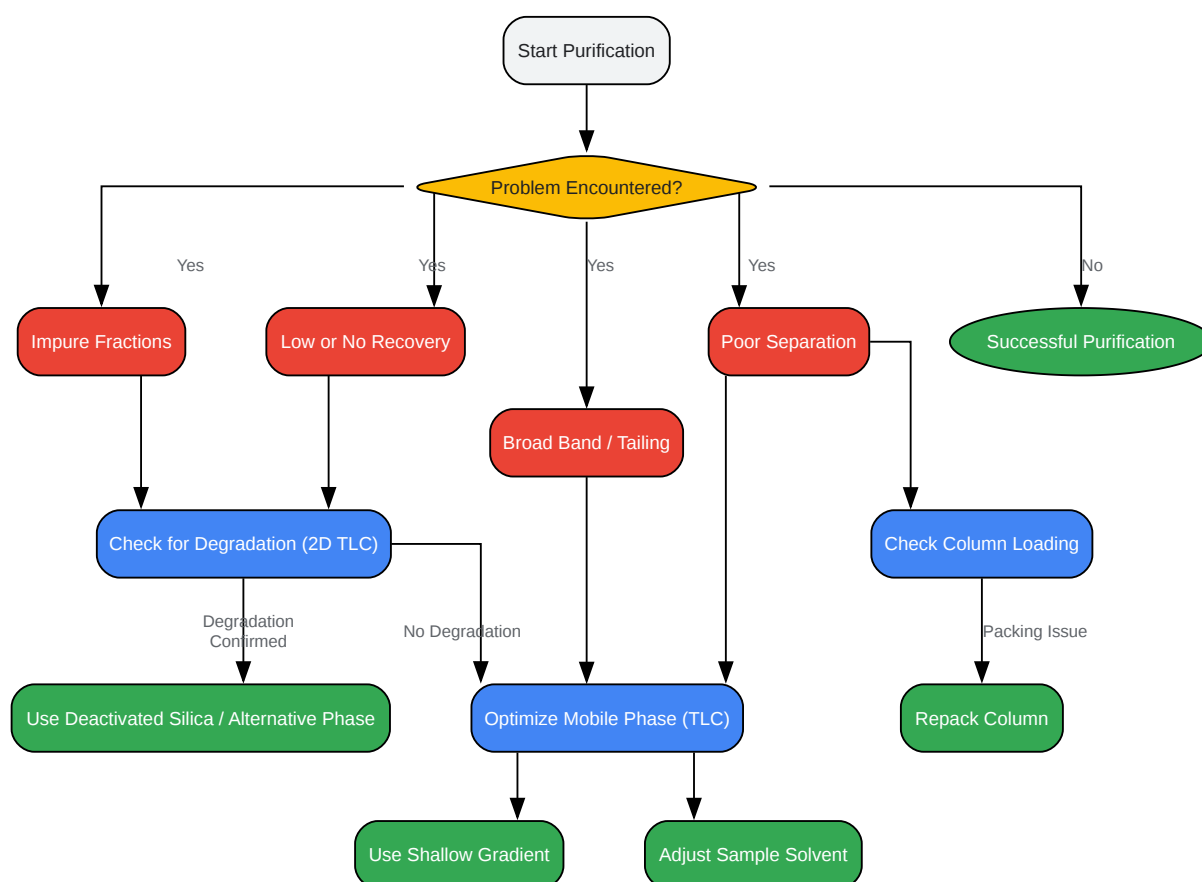 Start Purification
Problem Encountered?
Yes
Yes
Yes
Yes
No
Impure Fractions
Low or No Recovery
Poor Separation
Successful Purification
Broad Band / Tailing
Check for Degradation (2D TLC)
Check Column Loading
Degradation
Confirmed
No Degradation
Packing Issue
Use Deactivated Silica / Alternative Phase
Optimize Mobile Phase (TLC)
Repack Column
Use Shallow Gradient
Adjust Sample Solvent